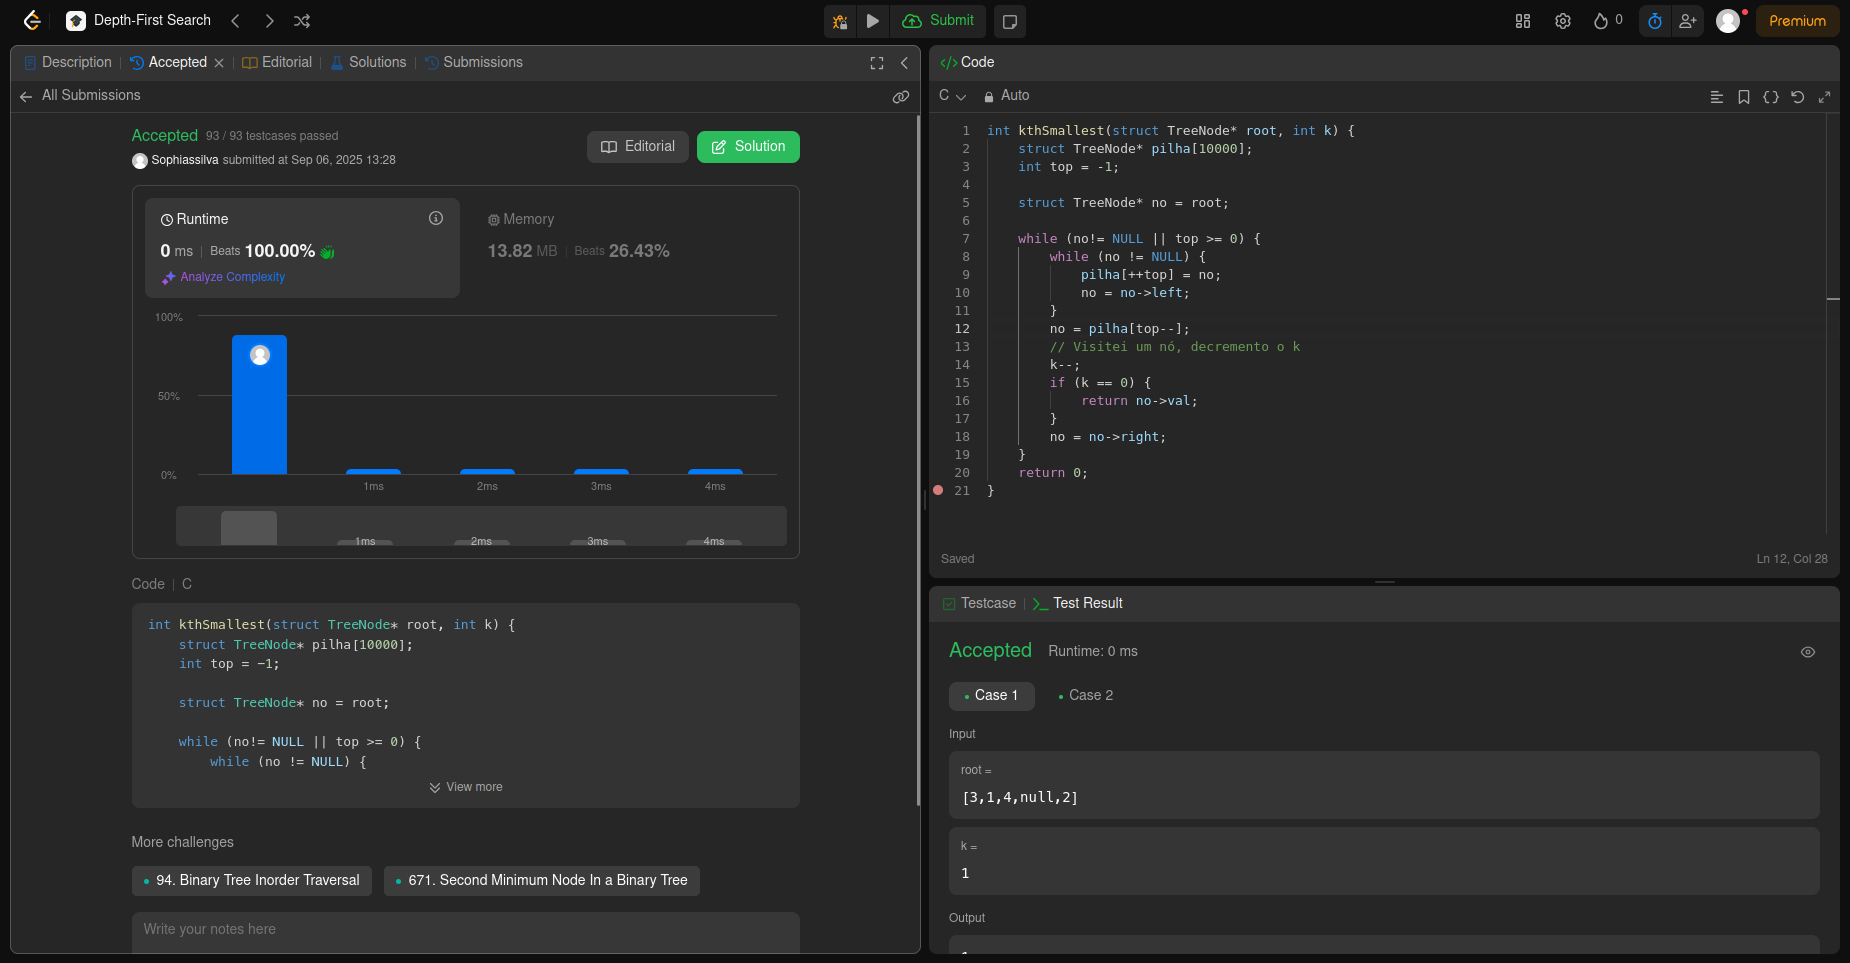 Depth-First Search
Submit
0
Premium
Description | Accepted | Editorial | Solutions | Submissions
All Submissions
Accepted 93 / 93 testcases passed
Sophiassilva submitted at Sep 06, 2025 13:28
Editorial
Solution
Runtime
0 ms | Beats 100.00%
Analyze Complexity
Memory
13.82 MB | Beats 26.43%
100%
50%
0%
1ms 2ms 3ms 4ms
1ms 2ms 3ms 4ms
Code | C
int kthSmallest(struct TreeNode* root, int k) {
    struct TreeNode* pilha[10000];
    int top = -1;
    struct TreeNode* no = root;
    while (no!= NULL || top >= 0) {
        while (no != NULL) {
View more
More challenges
94. Binary Tree Inorder Traversal
671. Second Minimum Node In a Binary Tree
Write your notes here
</> Code
C Auto
1 int kthSmallest(struct TreeNode* root, int k) {
2     struct TreeNode* pilha[10000];
3     int top = -1;
4
5     struct TreeNode* no = root;
6
7     while (no!= NULL || top >= 0) {
8         while (no != NULL) {
9             pilha[++top] = no;
10             no = no->left;
11         }
12         no = pilha[top--];
13         // Visitei um nó, decremento o k
14         k--;
15         if (k == 0) {
16             return no->val;
17         }
18         no = no->right;
19     }
20     return 0;
21 }
Saved
Ln 12, Col 28
Testcase | Test Result
Accepted Runtime: 0 ms
Case 1
Case 2
Input
root =
[3,1,4,null,2]
k =
1
Output